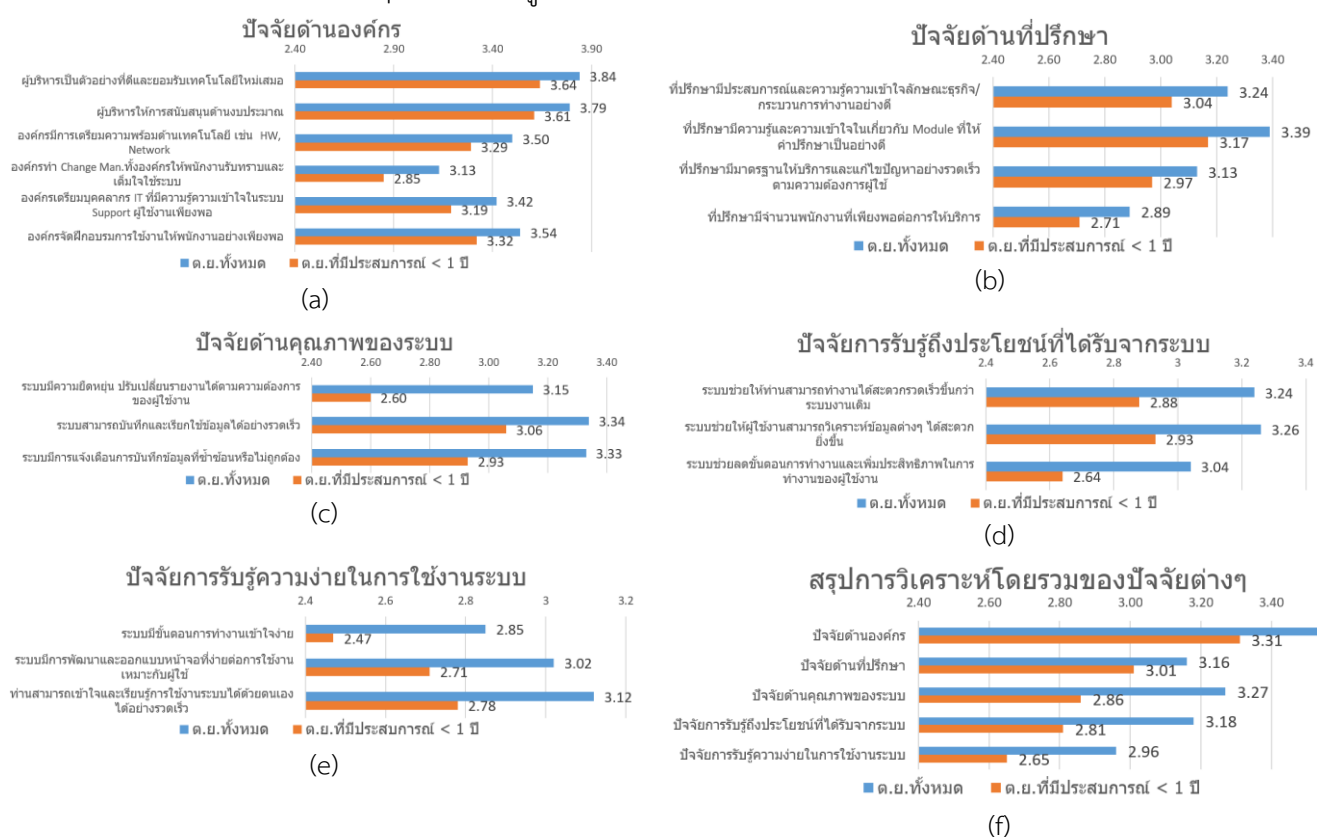 ปัจจัยด้านองค์กร
2.40 2.90 3.40 3.90
ผู้บริหารเป็นตัวอย่างที่ดีและยอมรับเทคโนโลยีใหม่เสมอ
3.84
3.64
ผู้บริหารให้การสนับสนุนด้านงบประมาณ
3.79
3.61
องค์กรมีการเตรียมความพร้อมด้านเทคโนโลยี เช่น HW,
Network
3.50
3.29
องค์กรทำ Change Man.ทั้งองค์กรให้พนักงานรับทราบและ
เต็มใจใช้ระบบ
3.13
2.85
องค์กรเตรียมบุคคลากร IT ที่มีความรู้ความเข้าใจในระบบ
Support ผู้ใช้งานเพียงพอ
3.42
3.19
องค์กรจัดฝึกอบรมการใช้งานให้พนักงานอย่างเพียงพอ
3.54
3.32
ต.ย.ทั้งหมด ต.ย.ที่มีประสบการณ์ < 1 ปี
(a)
ปัจจัยด้านที่ปรึกษา
2.40 2.60 2.80 3.00 3.20 3.40
ที่ปรึกษามีประสบการณ์และความรู้ความเข้าใจลักษณะธุรกิจ/
กระบวนการทำงานอย่างดี
3.24
3.04
ที่ปรึกษามีความรู้และความเข้าใจในเกี่ยวกับ Module ที่ให้
คำปรึกษาเป็นอย่างดี
3.39
3.17
ที่ปรึกษามีมาตรฐานให้บริการและแก้ไขปัญหาอย่างรวดเร็ว
ตามความต้องการผู้ใช้
3.13
2.97
ที่ปรึกษามีจำนวนพนักงานที่เพียงพอต่อการให้บริการ
2.89
2.71
ต.ย.ทั้งหมด ต.ย.ที่มีประสบการณ์ < 1 ปี
(b)
ปัจจัยด้านคุณภาพของระบบ
2.40 2.60 2.80 3.00 3.20 3.40
ระบบมีความยืดหยุ่น ปรับเปลี่ยนรายงานได้ตามความต้องการ
ของผู้ใช้งาน
3.15
2.60
ระบบสามารถบันทึกและเรียกใช้ข้อมูลได้อย่างรวดเร็ว
3.34
3.06
ระบบมีการแจ้งเตือนการบันทึกข้อมูลที่ซ้ำซ้อนหรือไม่ถูกต้อง
3.33
2.93
ต.ย.ทั้งหมด ต.ย.ที่มีประสบการณ์ < 1 ปี
(c)
ปัจจัยการรับรู้ถึงประโยชน์ที่ได้รับจากระบบ
2.4 2.6 2.8 3 3.2 3.4
ระบบช่วยให้ท่านสามารถทำงานได้สะดวกรวดเร็วขึ้นกว่า
ระบบงานเดิม
3.24
2.88
ระบบช่วยให้ผู้ใช้งานสามารถวิเคราะห์ข้อมูลต่างๆ ได้สะดวก
ยิ่งขึ้น
3.26
2.93
ระบบช่วยลดขั้นตอนการทำงานและเพิ่มประสิทธิภาพในการ
ทำงานของผู้ใช้งาน
3.04
2.64
ต.ย.ทั้งหมด ต.ย.ที่มีประสบการณ์ < 1 ปี
(d)
ปัจจัยการรับรู้ความง่ายในการใช้งานระบบ
2.4 2.6 2.8 3 3.2
ระบบมีขั้นตอนการทำงานเข้าใจง่าย
2.85
2.47
ระบบมีการพัฒนาและออกแบบหน้าจอที่ง่ายต่อการใช้งาน
เหมาะกับผู้ใช้
3.02
2.71
ท่านสามารถเข้าใจและเรียนรู้การใช้งานระบบได้ด้วยตนเอง
ได้อย่างรวดเร็ว
3.12
2.78
ต.ย.ทั้งหมด ต.ย.ที่มีประสบการณ์ < 1 ปี
(e)
สรุปการวิเคราะห์โดยรวมของปัจจัยต่างๆ
2.40 2.60 2.80 3.00 3.20 3.40
ปัจจัยด้านองค์กร
3.31
ปัจจัยด้านที่ปรึกษา
3.16
3.01
ปัจจัยด้านคุณภาพของระบบ
3.27
2.86
ปัจจัยการรับรู้ถึงประโยชน์ที่ได้รับจากระบบ
3.18
2.81
ปัจจัยการรับรู้ความง่ายในการใช้งานระบบ
2.96
2.65
ต.ย.ทั้งหมด ต.ย.ที่มีประสบการณ์ < 1 ปี
(f)